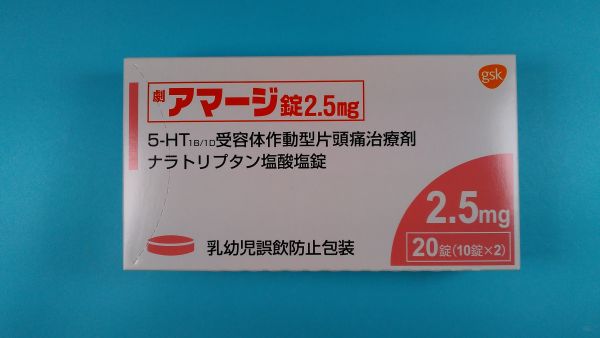 gsk
劇 アマージ錠2.5mg
5-HT1B/1D受容体作動型片頭痛治療剤
ナラトリプタン塩酸塩錠
2.5mg
20錠(10錠×2)
乳幼児誤飲防止包装